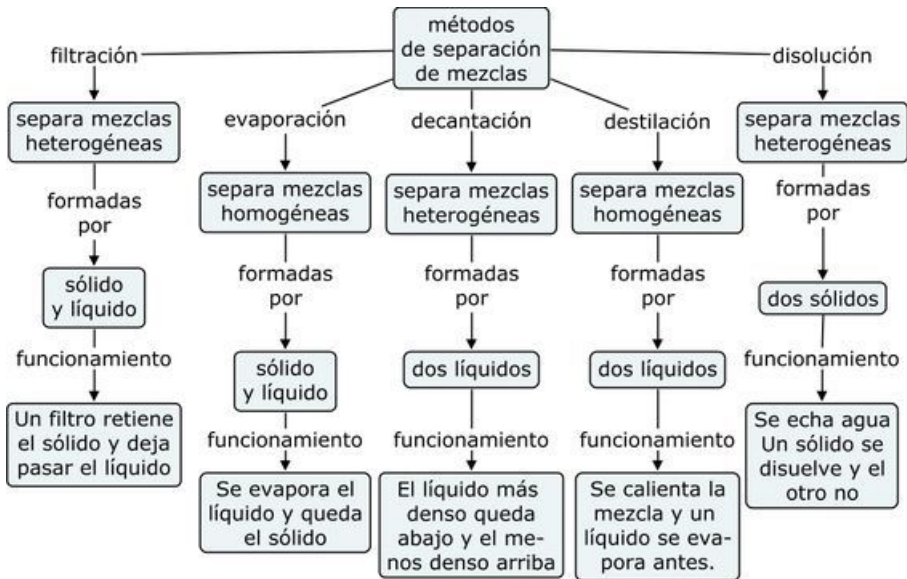 métodos
de separación
de mezclas
filtración
separa mezclas
heterogéneas
formadas
por
sólido
y líquido
funcionamiento
Un filtro retiene
el sólido y deja
pasar el líquido
evaporación
separa mezclas
homogéneas
formadas
por
sólido
y líquido
funcionamiento
Se evapora el
líquido y queda
el sólido
decantación
separa mezclas
heterogéneas
formadas
por
dos líquidos
funcionamiento
El líquido más
denso queda
abajo y el me-
nos denso arriba
destilación
separa mezclas
homogéneas
formadas
por
dos líquidos
funcionamiento
Se calienta la
mezcla y un
líquido se eva-
pora antes.
disolución
separa mezclas
heterogéneas
formadas
por
dos sólidos
funcionamiento
Se echa agua
Un sólido se
disuelve y el
otro no